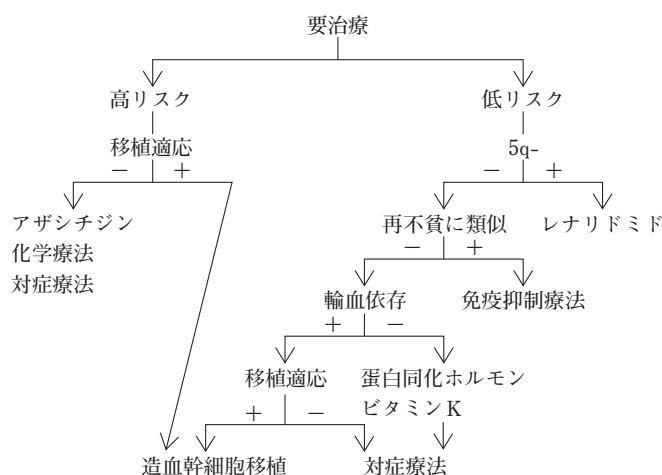 要治療
高リスク
低リスク
移植適応
5q-
− +
− +
アザシチジン
化学療法
対症療法
再不貧に類似
レナリドミド
− +
輸血依存
免疫抑制療法
+ −
移植適応
蛋白同化ホルモン
ビタミンK
+ −
造血幹細胞移植
対症療法